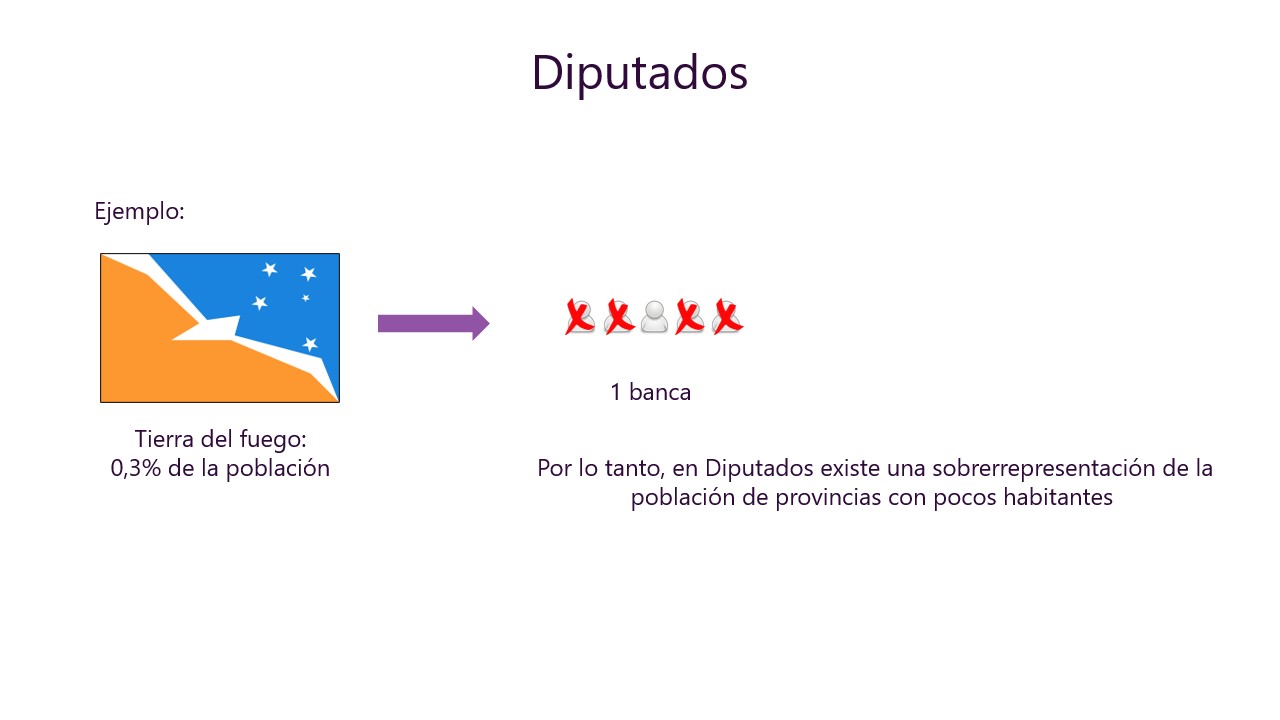 Diputados
Ejemplo:
Tierra del fuego:
0,3% de la población
1 banca
Por lo tanto, en Diputados existe una sobrerrepresentación de la
población de provincias con pocos habitantes